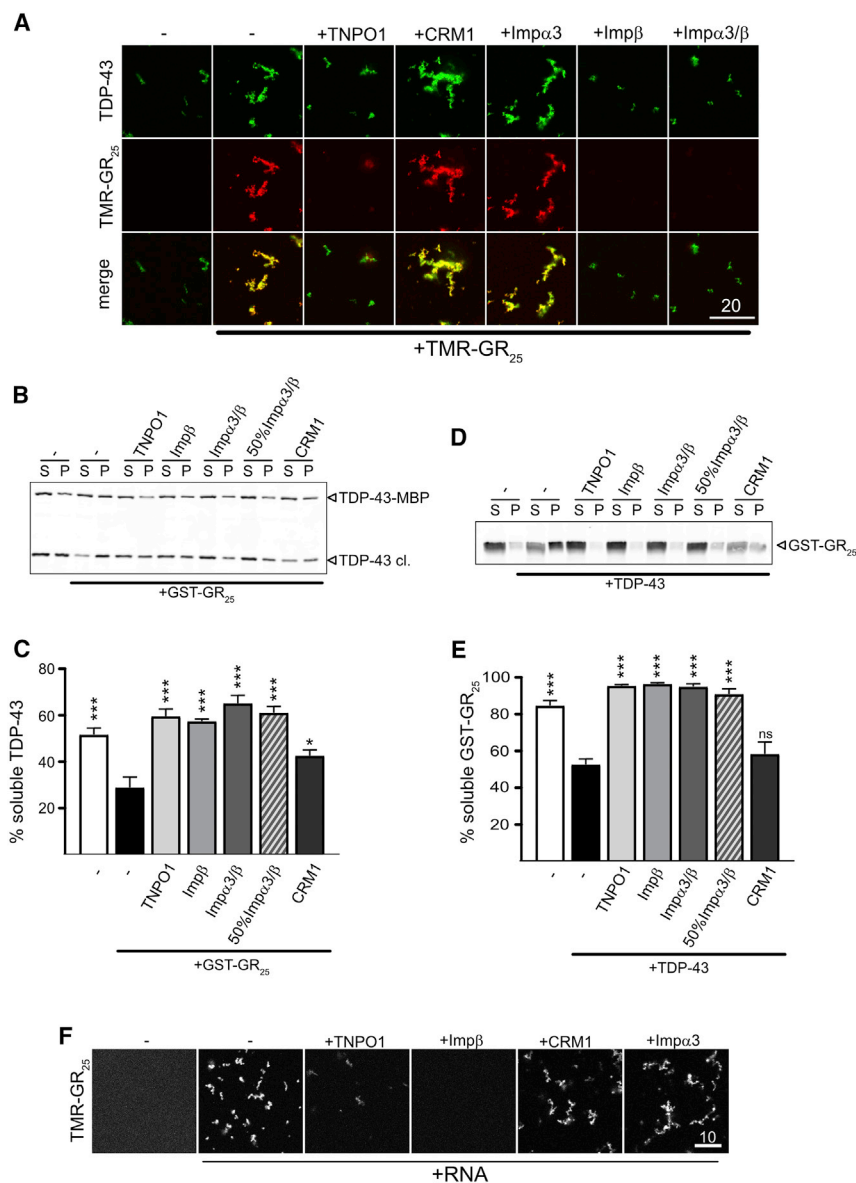 A
- - +TNPO1 +CRM1 +Impα3 +Impβ +Impα3/β
TDP-43
TMR-GR25
merge
20
+TMR-GR25
B
- - TNPO1 Impβ Impα3/β 50%Impα3/β CRM1
S P S P S P S P S P S P S P
TDP-43-MBP
TDP-43 cl.
+GST-GR25
D
- - TNPO1 Impβ Impα3/β 50%Impα3/β CRM1
S P S P S P S P S P S P S P
GST-GR25
+TDP-43
C
% soluble TDP-43
80
60
40
20
*** *** *** *** *** *
- - TNPO1 Impβ Impα3/β 50%Impα3/β CRM1
+GST-GR25
E
% soluble GST-GR25
100
80
60
40
20
*** *** *** *** *** ns
- - TNPO1 Impβ Impα3/β 50%Impα3/β CRM1
+TDP-43
F
- - +TNPO1 +Impβ +CRM1 +Impα3
TMR-GR25
10
+RNA